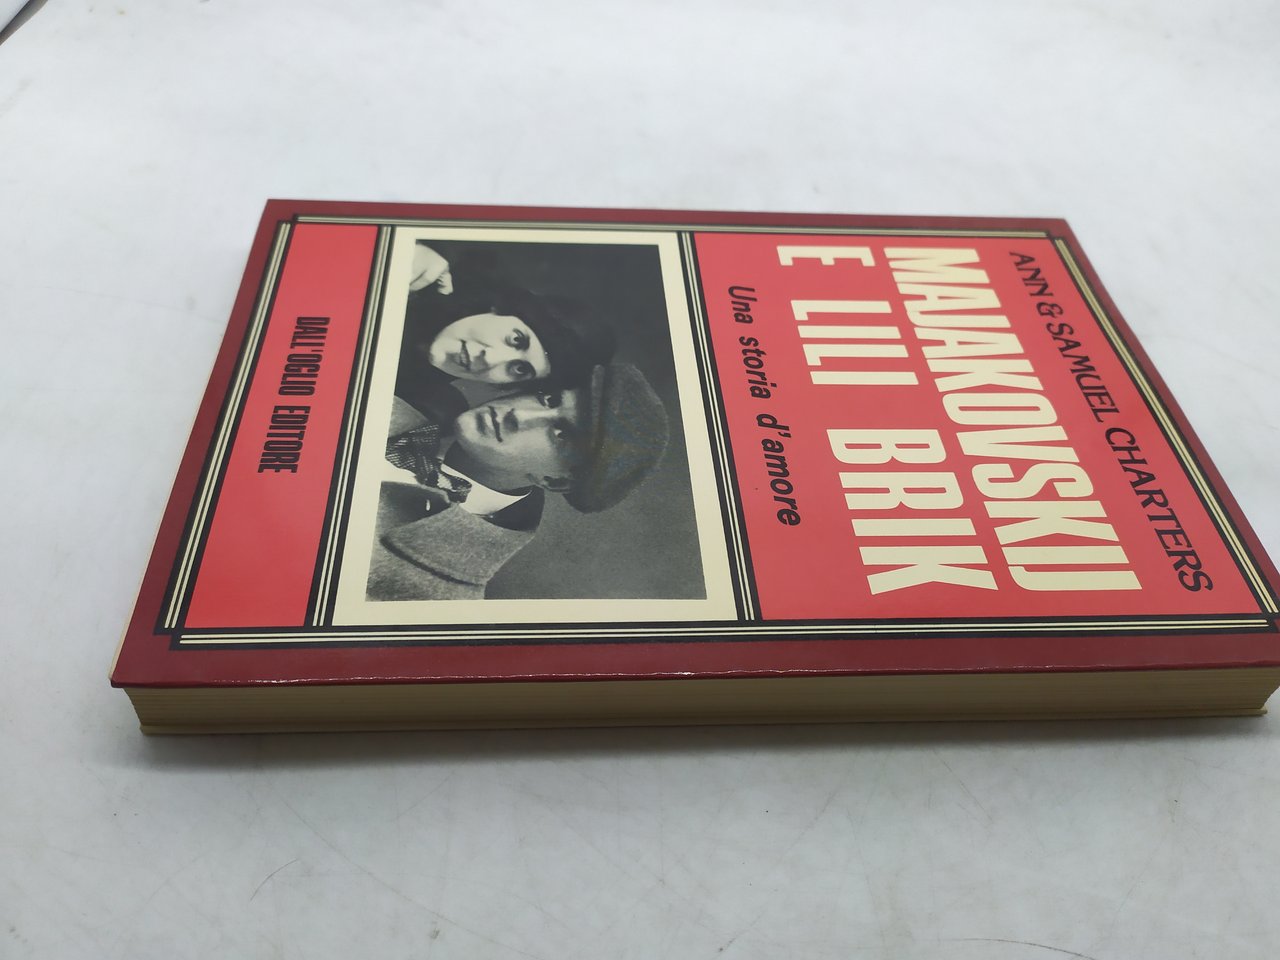 ANN & SAMUEL CHARTERS
MAJAKOVSKIJ
E LILI BRIK
Una storia d'amore
DALL'OGLIO EDITORE